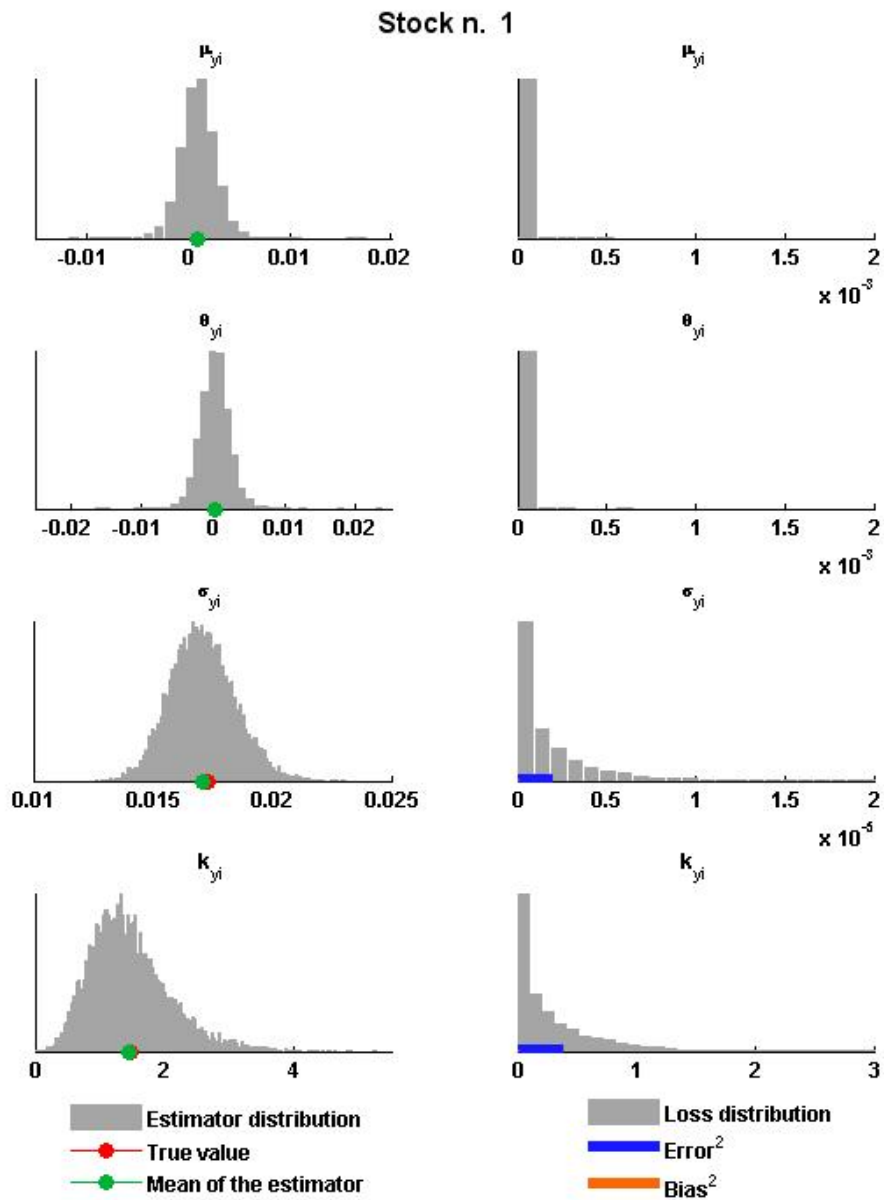 Stock n. 1
μyi
μyi
-0.01 0 0.01 0.02
0 0.5 1 1.5 2
x 10⁻³
θyi
θyi
-0.02 -0.01 0 0.01 0.02
0 0.5 1 1.5 2
x 10⁻³
σyi
σyi
0.01 0.015 0.02 0.025
0 0.5 1 1.5 2
x 10⁻⁵
kyi
kyi
0 2 4
0 1 2 3
Estimator distribution
True value
Mean of the estimator
Loss distribution
Error²
Bias²